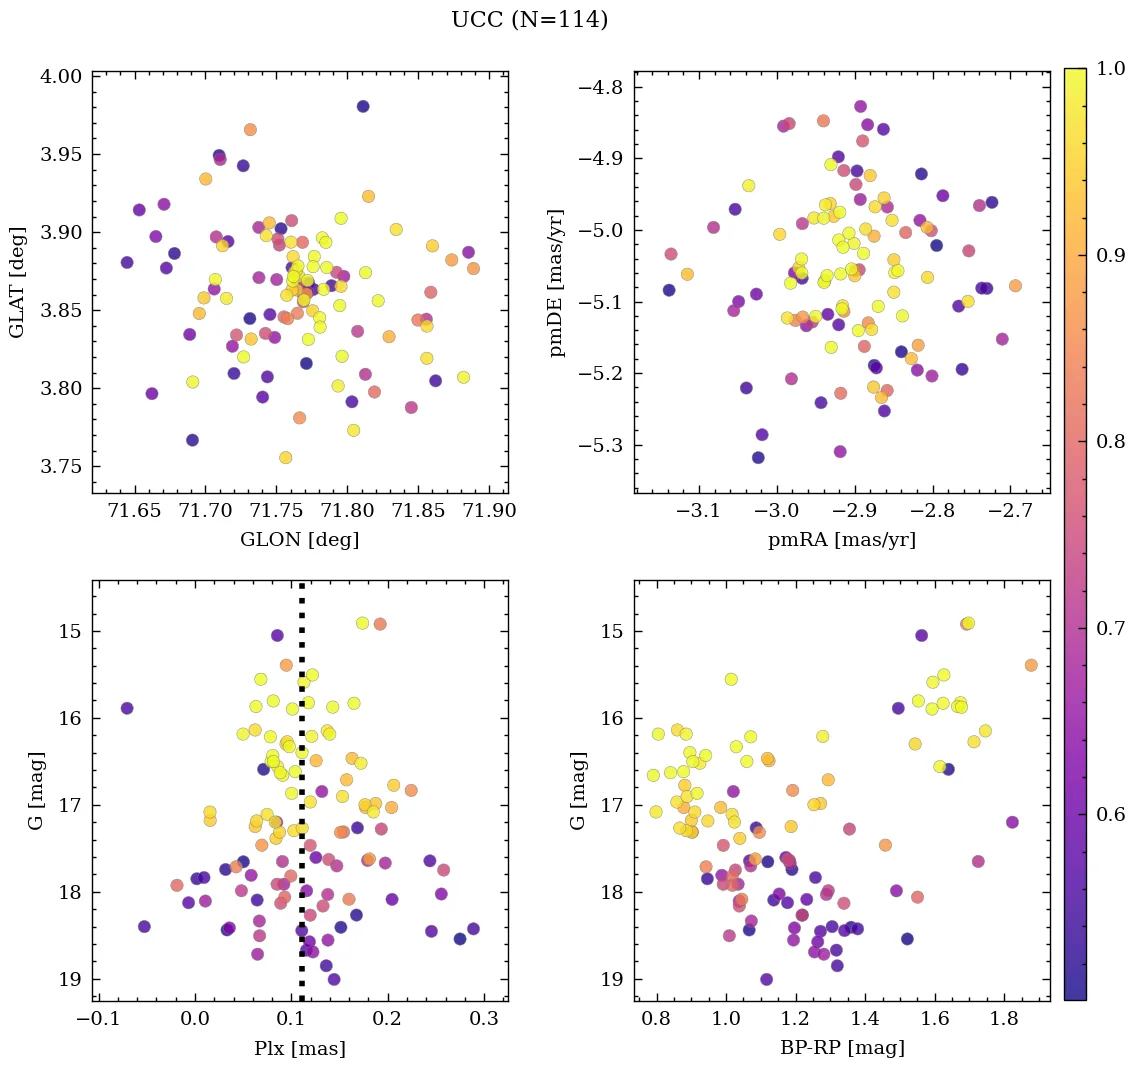 UCC (N=114)
4.00
3.95
3.90
3.85
3.80
3.75
GLAT [deg]
71.65 71.70 71.75 71.80 71.85 71.90
GLON [deg]
−4.8
−4.9
−5.0
−5.1
−5.2
−5.3
pmDE [mas/yr]
−3.1 −3.0 −2.9 −2.8 −2.7
pmRA [mas/yr]
1.0
0.9
0.8
0.7
0.6
15
16
17
18
19
G [mag]
−0.1 0.0 0.1 0.2 0.3
Plx [mas]
15
16
17
18
19
G [mag]
0.8 1.0 1.2 1.4 1.6 1.8
BP-RP [mag]